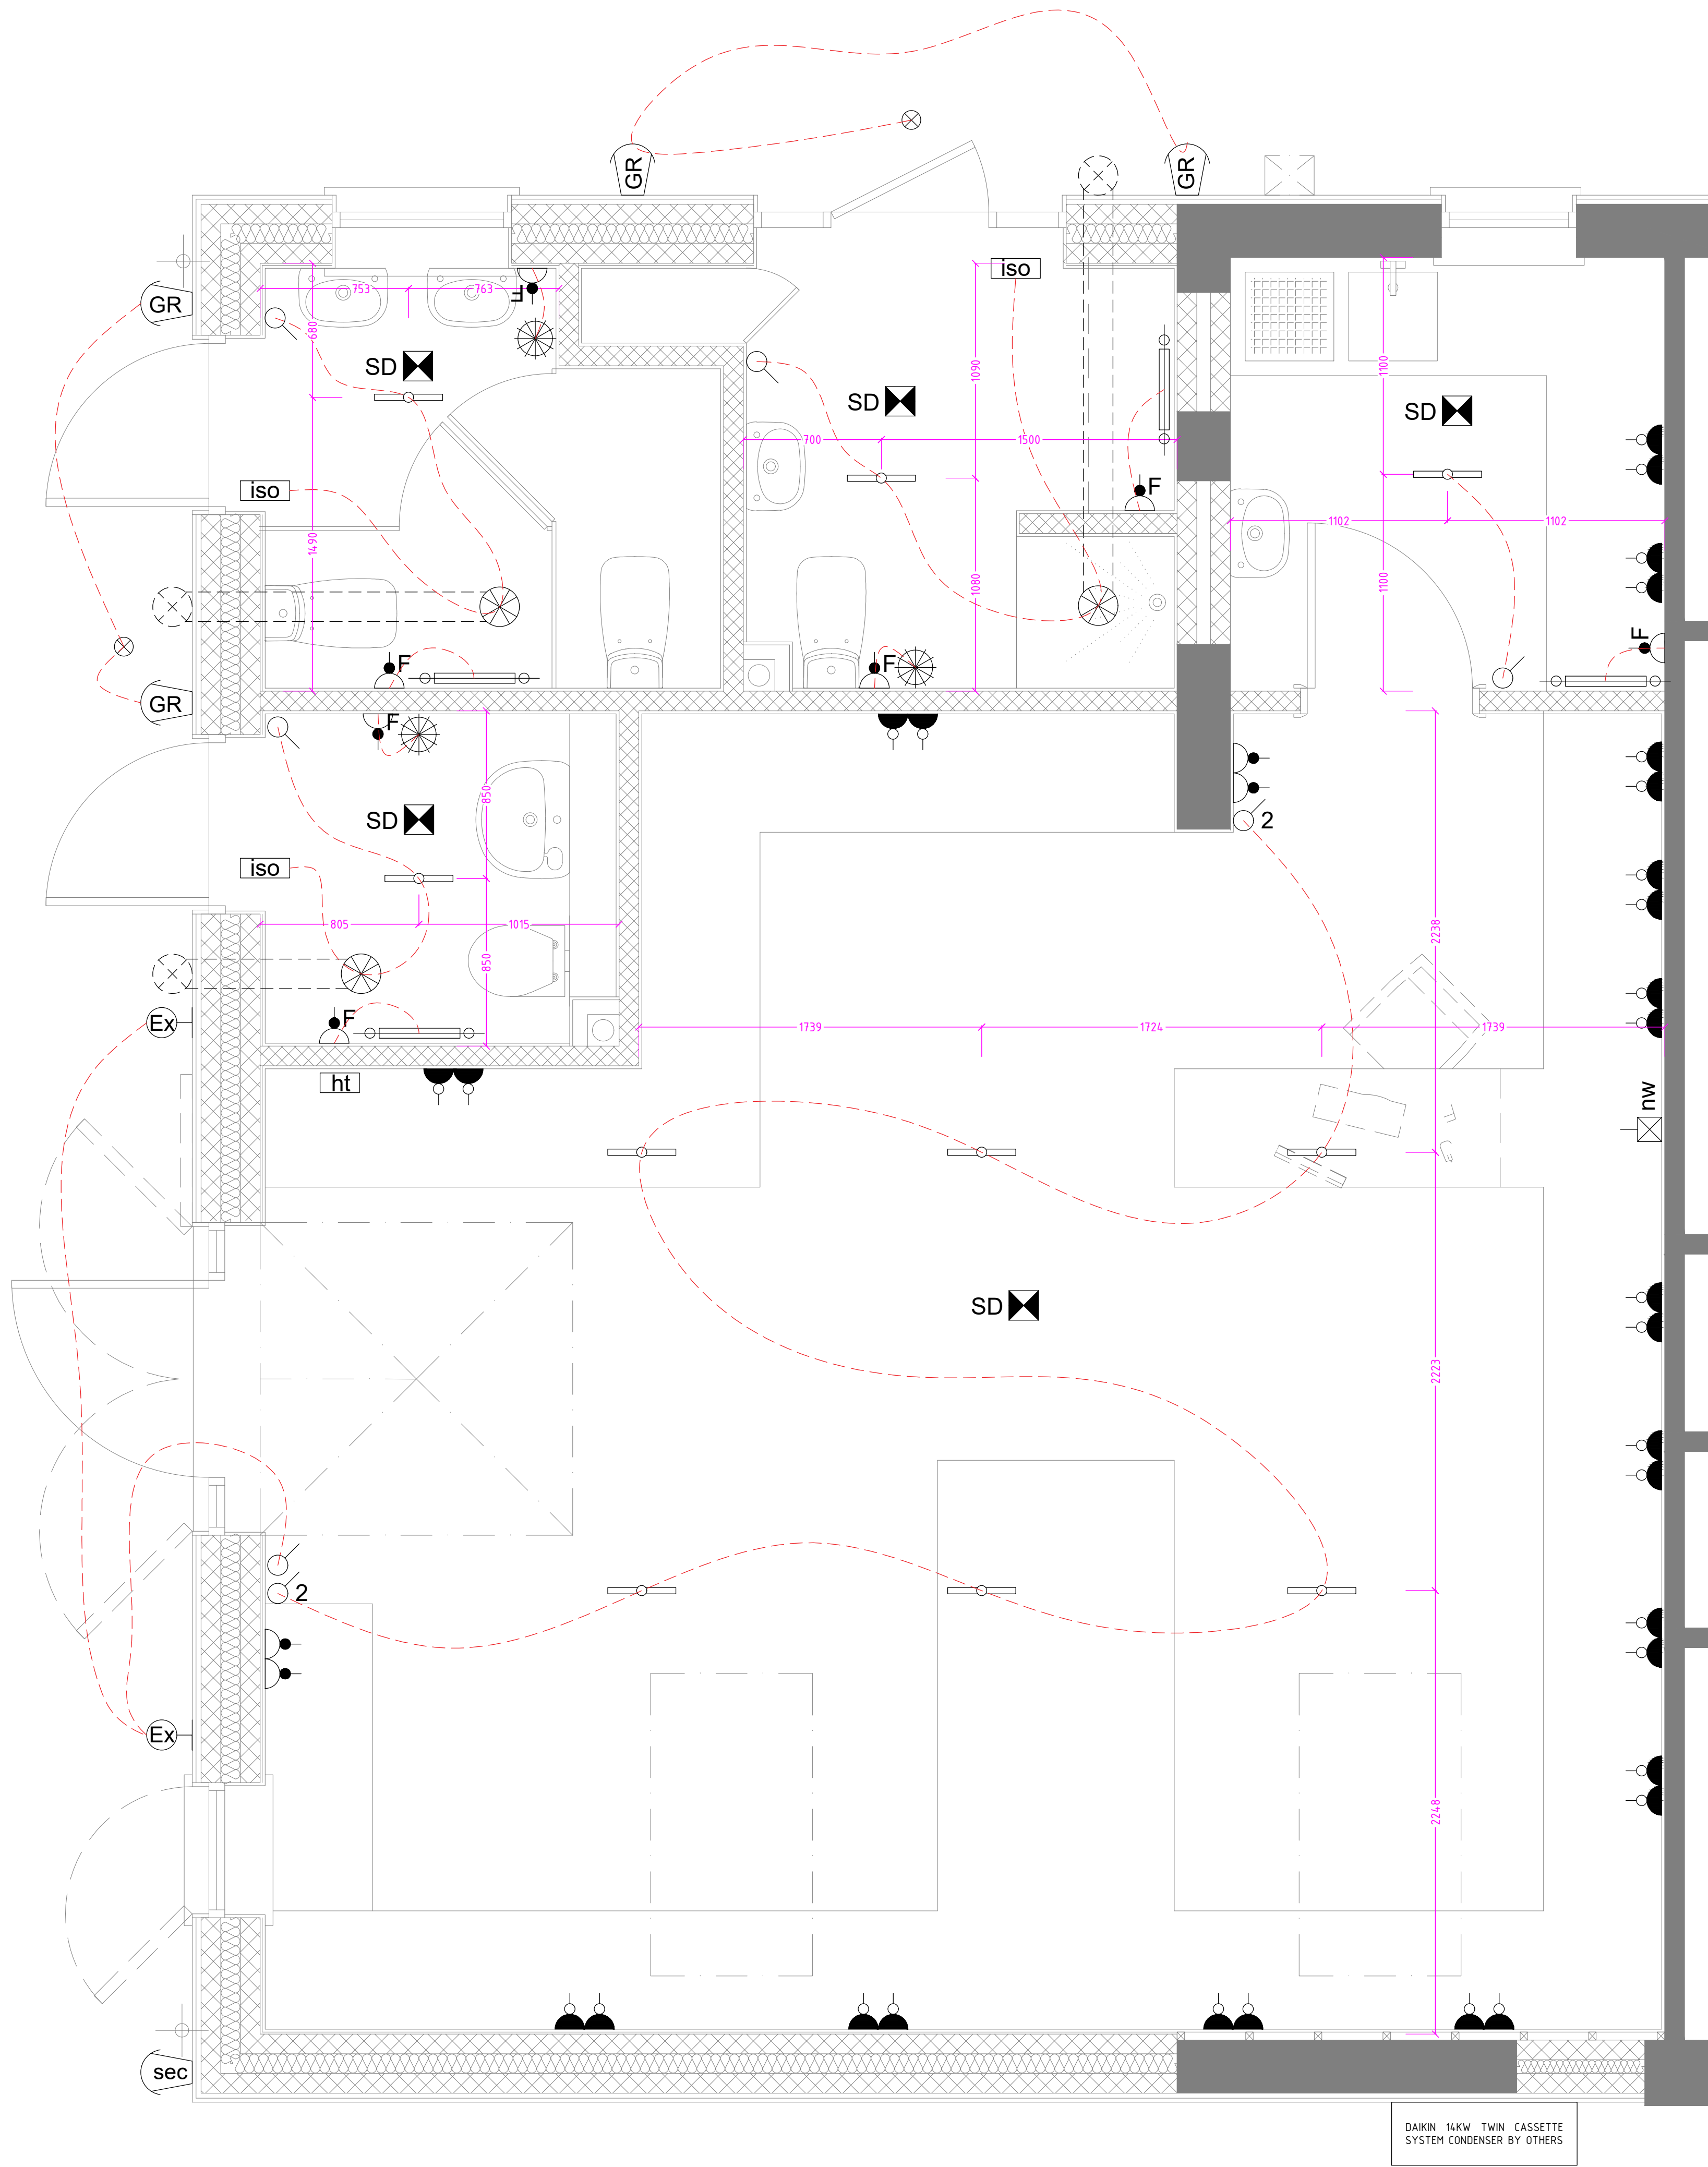 GR
GR
iso
GR
753
763
F
680
SD
1090
1100
SD
SD
700
1500
iso
F
1102
1102
1490
1080
1100
F
F
F
GR
F
850
SD
2
iso
805
1015
2238
850
Ex
F
1739
1724
1739
ht
nw
SD
2223
2
Ex
2248
sec
DAIKIN 14KW TWIN CASSETTE
SYSTEM CONDENSER BY OTHERS